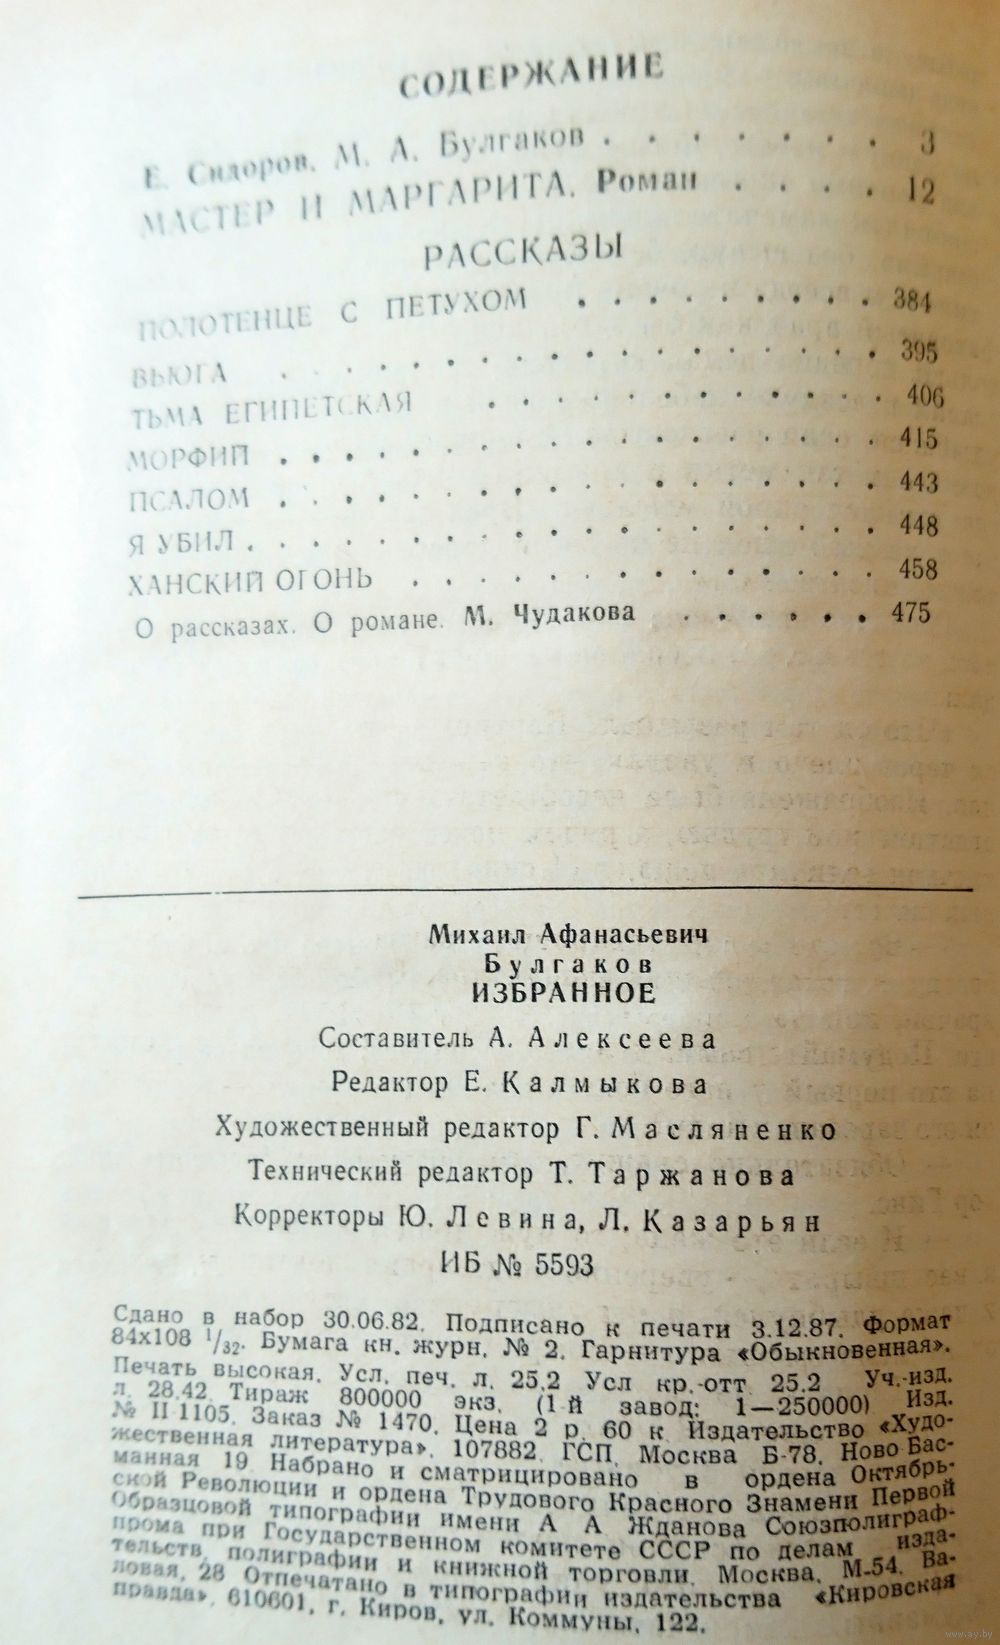 СОДЕРЖАНИЕ
Е. Сидоров. М. А. Булгаков . . . . . . . 3
МАСТЕР И МАРГАРИТА. Роман . . . . 12
РАССКАЗЫ
ПОЛОТЕНЦЕ С ПЕТУХОМ . . . . . . . . . 384
ВЬЮГА . . . . . . . . . . . . . . . . 395
ТЬМА ЕГИПЕТСКАЯ . . . . . . . . . . . . 406
МОРФИЙ . . . . . . . . . . . . . . . . . . 415
ПСАЛОМ . . . . . . . . . . . . . . . . . . 443
Я УБИЛ . . . . . . . . . . . . . . . . . . . 448
ХАНСКИЙ ОГОНЬ . . . . . . . . . . . . . . 458
О рассказах. О романе. М. Чудакова . . . . . . 475
Михаил Афанасьевич
Булгаков
ИЗБРАННОЕ
Составитель А. Алексеева
Редактор Е. Калмыкова
Художественный редактор Г. Масляненко
Технический редактор Т. Таржанова
Корректоры Ю. Левина, Л. Казарьян
ИБ № 5593
Сдано в набор 30.06.82. Подписано к печати 3.12.87. Формат
84х108 1/32. Бумага кн. журн. № 2. Гарнитура «Обыкновенная».
Печать высокая. Усл. печ. л. 25,2 Усл кр.-отт 25.2 Уч.-изд.
л. 28.42. Тираж 800000 экз. (1-й завод: 1—250000) Изд.
№ II-1105. Заказ № 1470. Цена 2 р. 60 к Издательство «Худо-
жественная литература». 107882 ГСП, Москва Б-78, Ново Бас-
манная 19 Набрано и сматрицировано в ордена Октябрь-
ской Революции и ордена Трудового Красного Знамени Первой
Образцовой типографии имени А А Жданова Союзполиграф-
прома при Государственном комитете СССР по делам изда-
тельств, полиграфии и книжной торговли. Москва, М-54, Ва-
ловая, 28 Отпечатано в типографии издательства «Кировская
правда», 610601, г. Киров, ул. Коммуны, 122.
www.ay.by